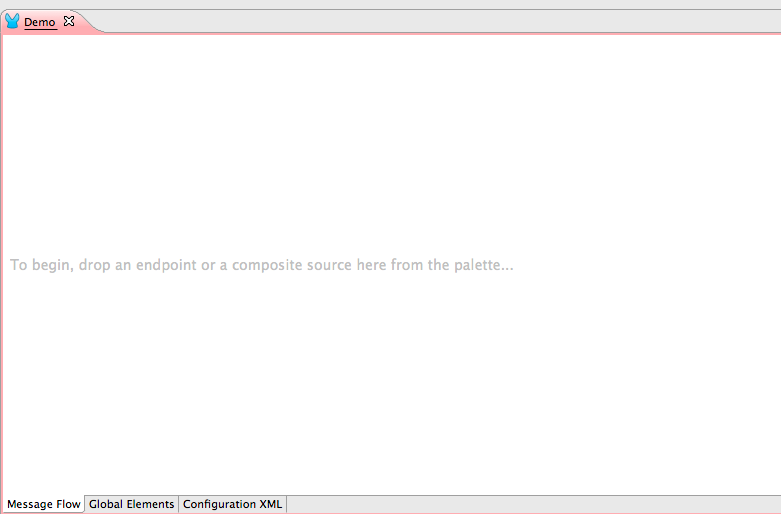 Demo
To begin, drop an endpoint or a composite source here from the palette...
Message Flow Global Elements Configuration XML